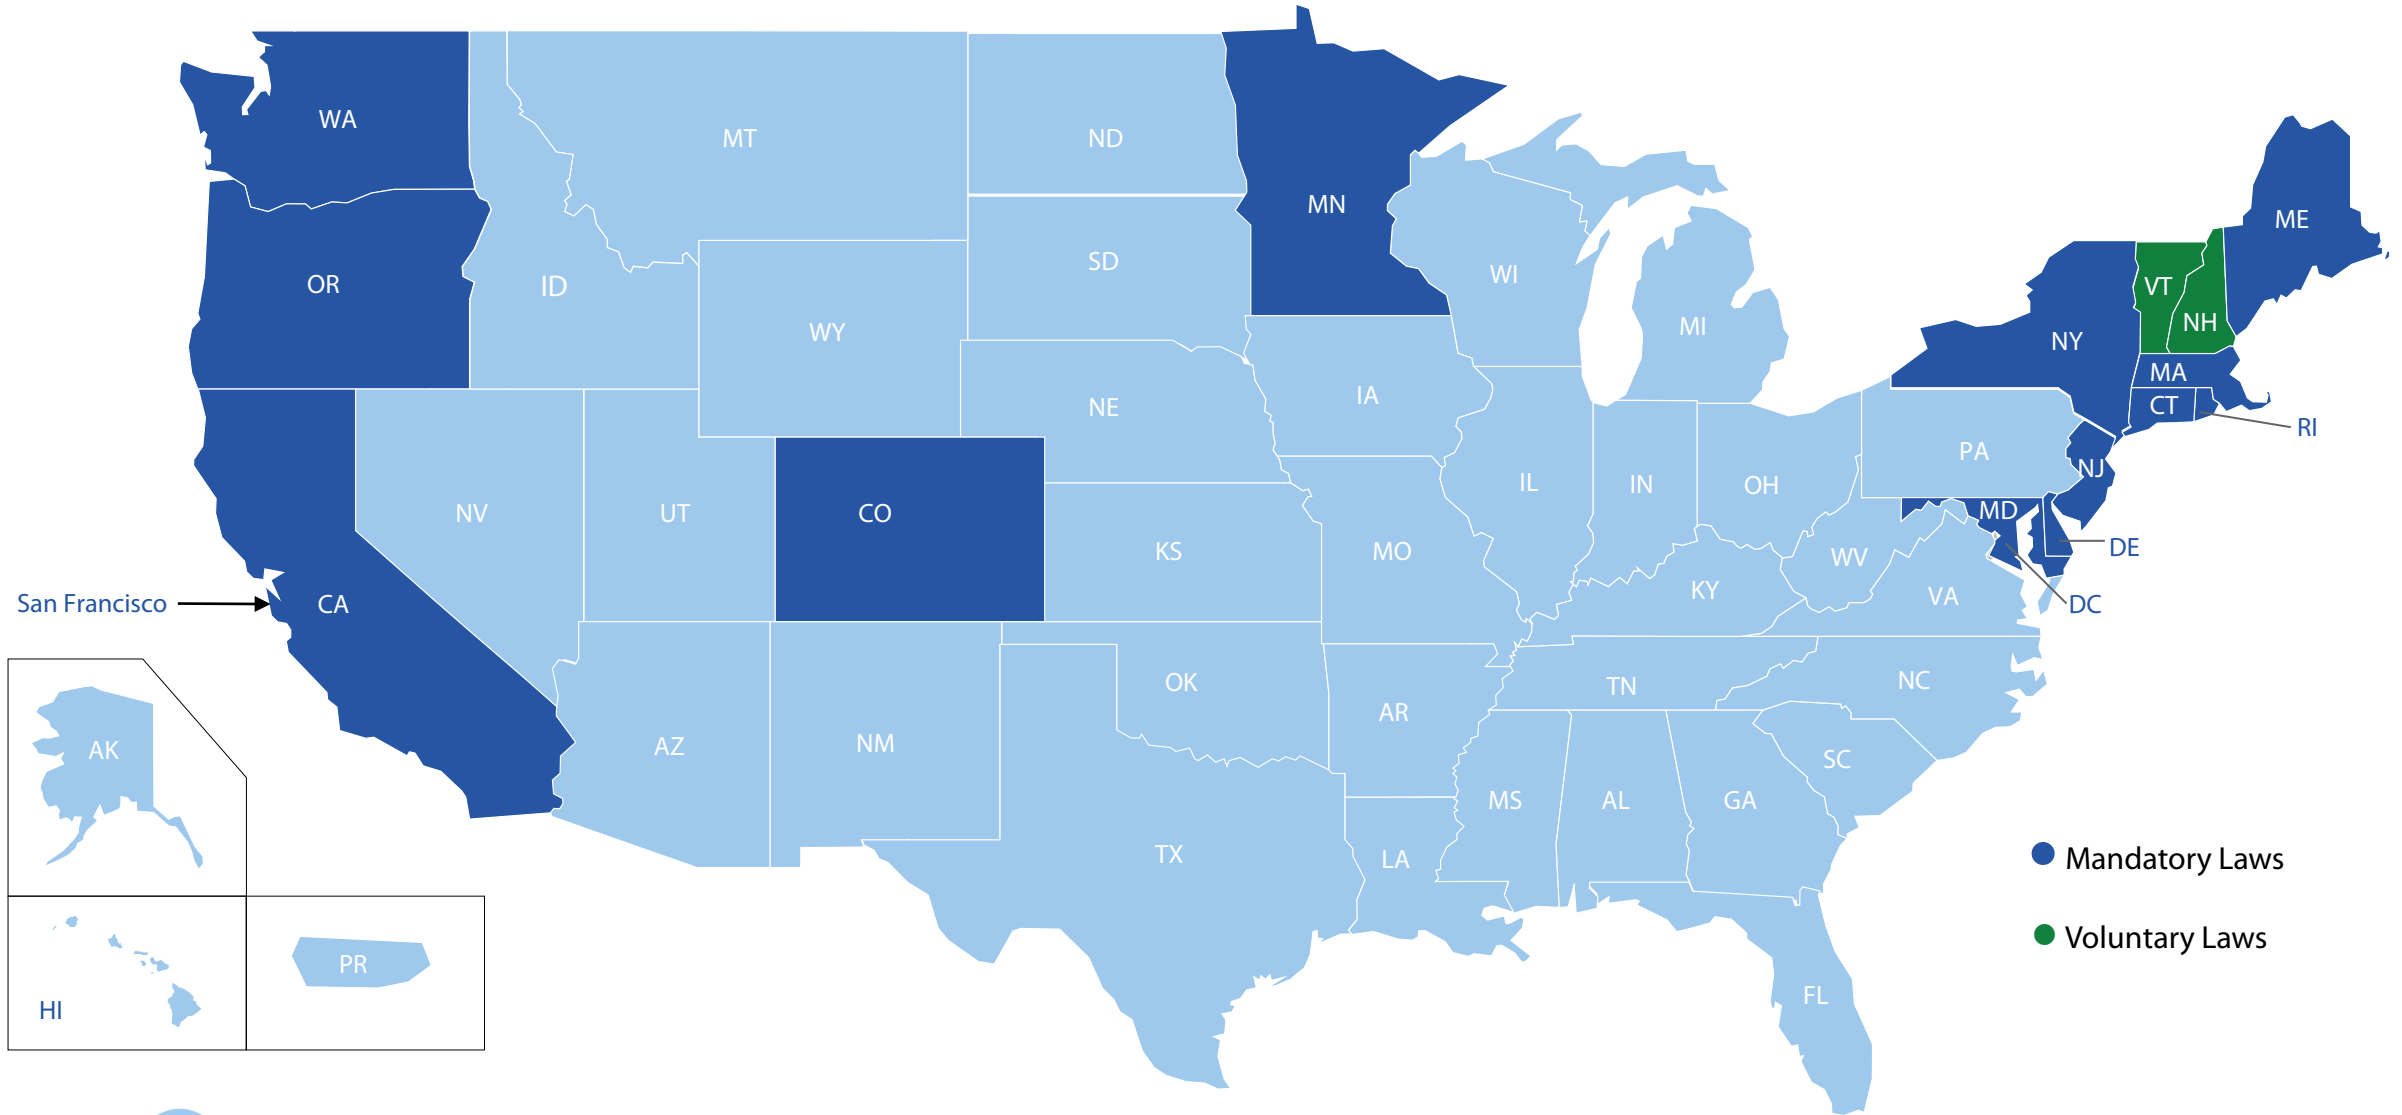 WA
MT
ND
MN
ME
OR
ID
SD
WI
VT
NH
MI
WY
NY
MA
NE
IA
CT
RI
PA
NJ
NV
UT
CO
IL
IN
OH
MD
KS
MO
WV
DE
San Francisco
CA
KY
VA
DC
OK
TN
NC
AR
AK
AZ
NM
SC
MS
AL
GA
TX
LA
Mandatory Laws
Voluntary Laws
PR
HI
FL